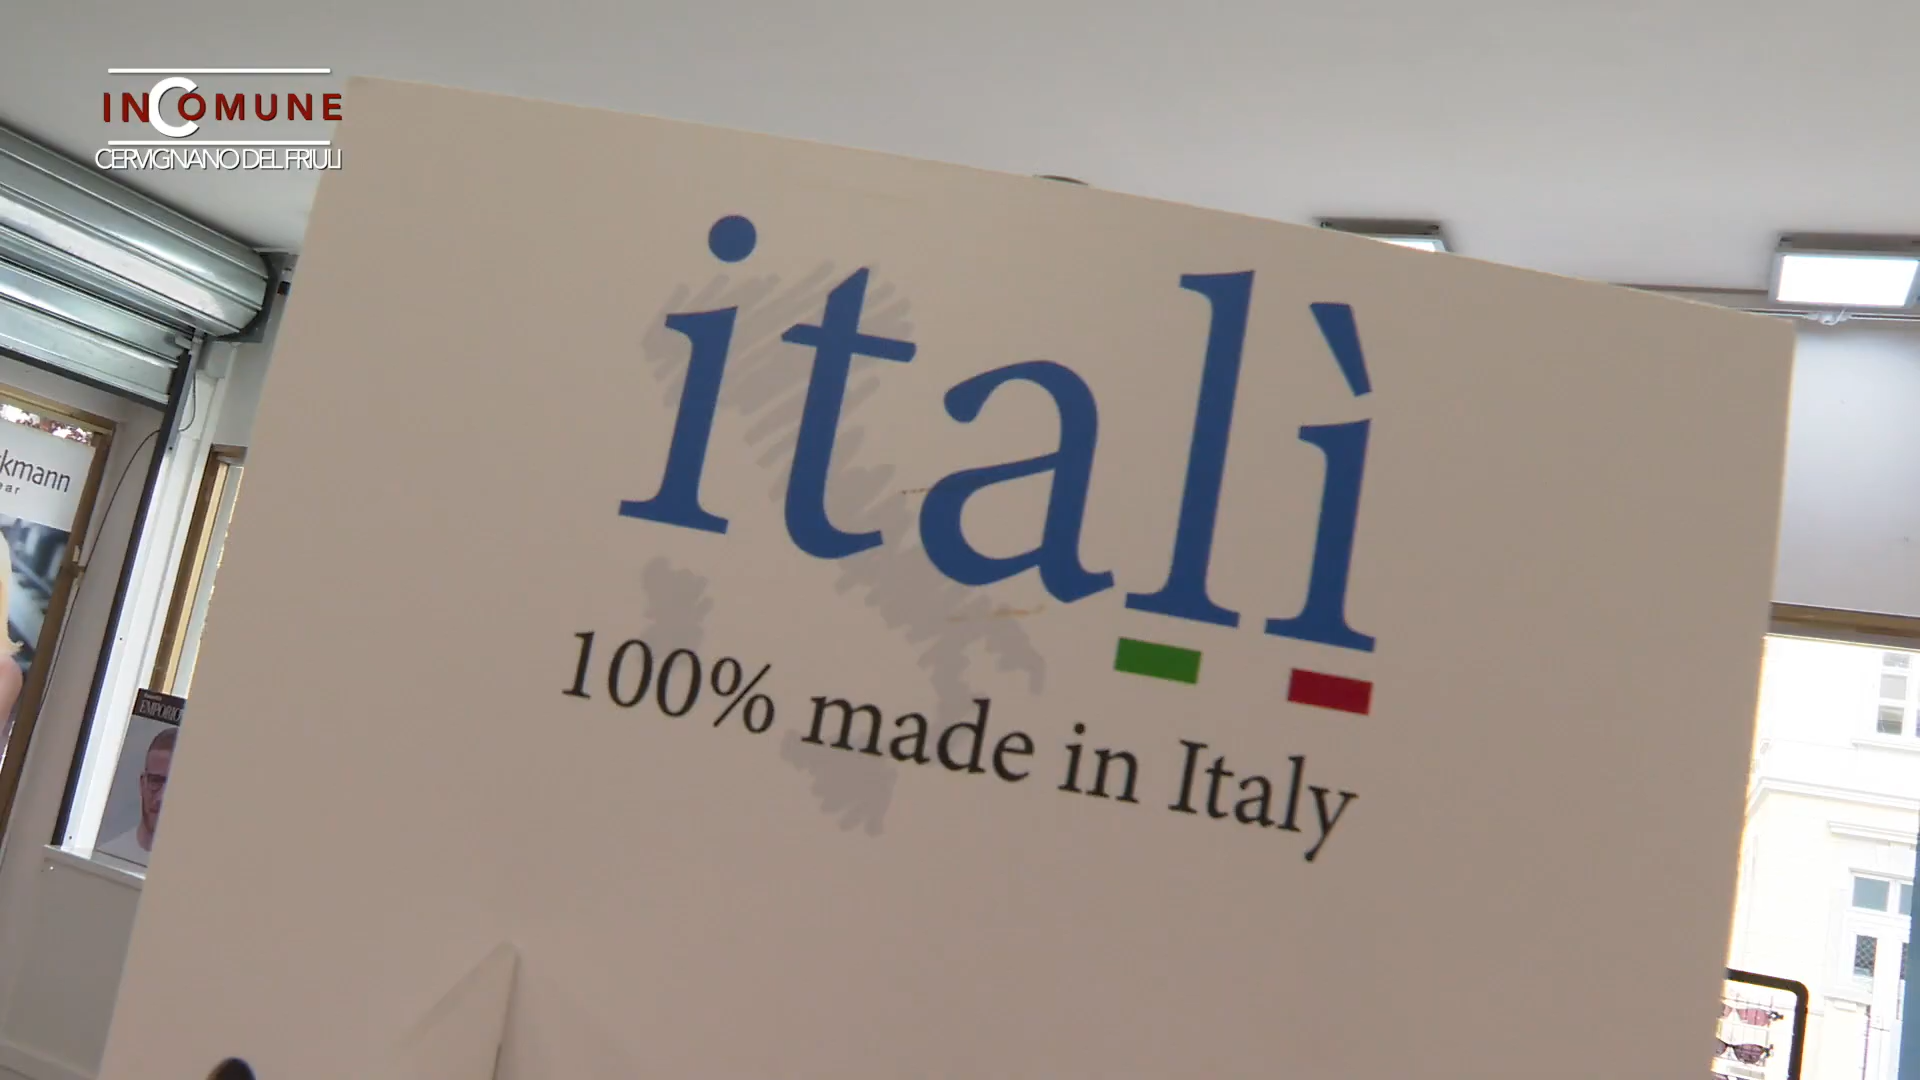 INCOMUNE
CERVIGNANO DEL FRIULI
italì
100% made in Italy
EMPORIO